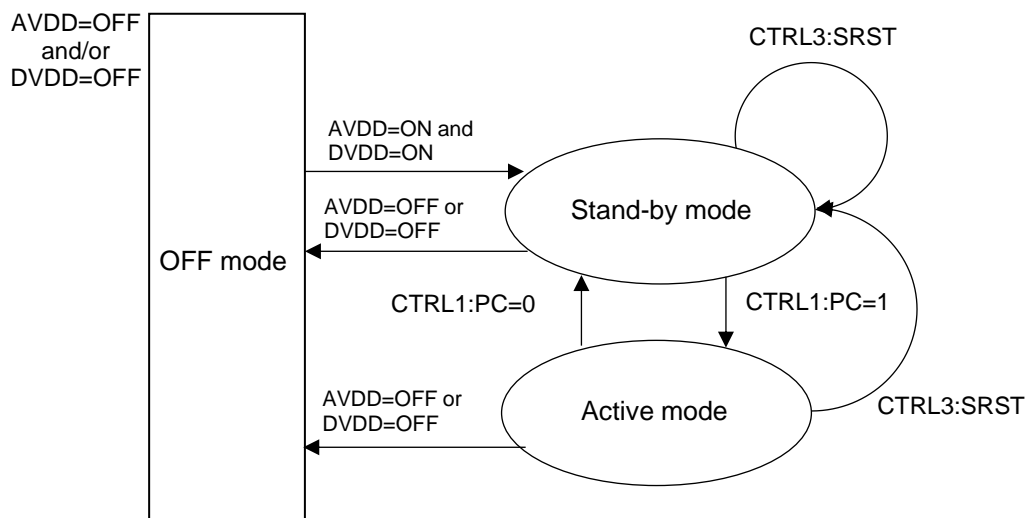 AVDD=OFF
and/or
DVDD=OFF
CTRL3:SRST
AVDD=ON and
DVDD=ON
AVDD=OFF or
DVDD=OFF
Stand-by mode
OFF mode
CTRL1:PC=0
CTRL1:PC=1
AVDD=OFF or
DVDD=OFF
Active mode
CTRL3:SRST